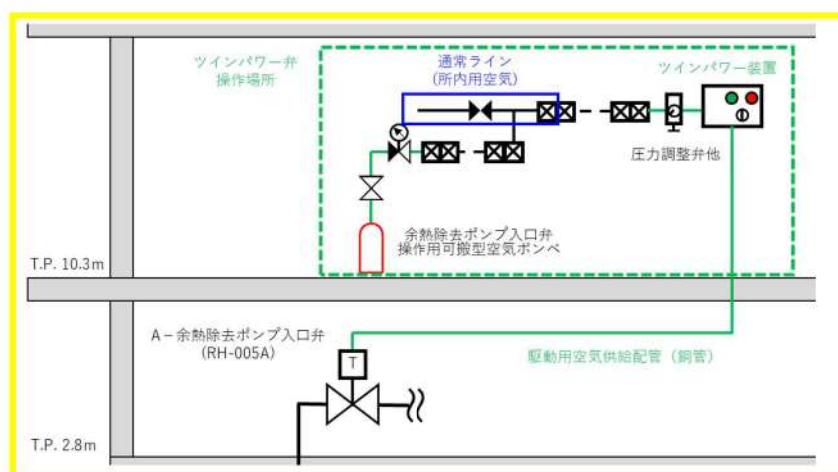 ツインパワー弁
操作場所
通常ライン
(所内用空気)
ツインパワー装置
圧力調整弁他
余熱除去ポンプ入口弁
操作用可搬型空気ボンベ
T.P. 10.3m
A－余熱除去ポンプ入口弁
(RH-005A)
T
駆動用空気供給配管（銅管）
T.P. 2.8m